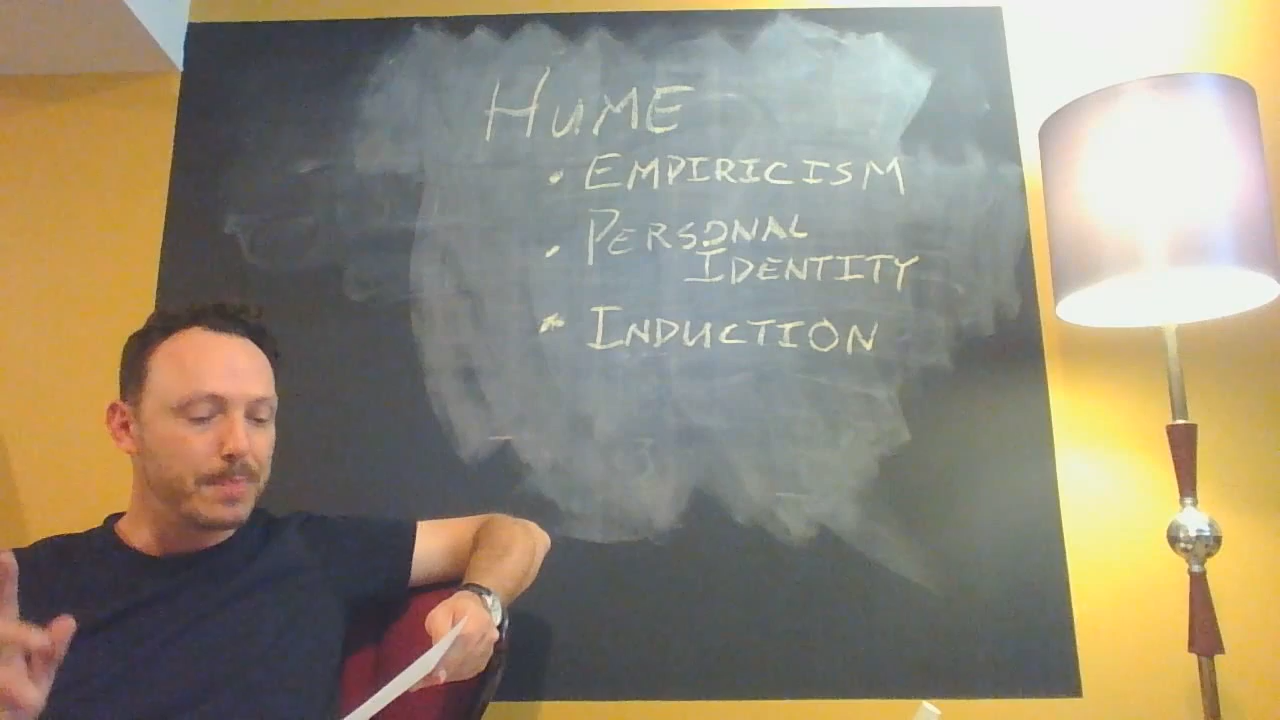 HUME
• EMPIRICISM
• PERSONAL
IDENTITY
• INDUCTION